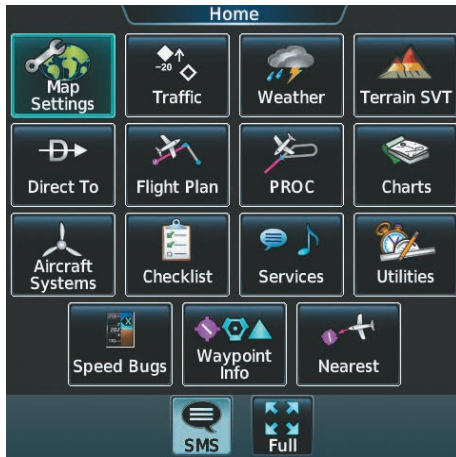 Home
-20
Map
Settings
Traffic
Weather
Terrain SVT
Direct To
Flight Plan
PROC
Charts
Aircraft
Systems
Checklist
Services
Utilities
Speed Bugs
Waypoint
Info
Nearest
SMS
Full